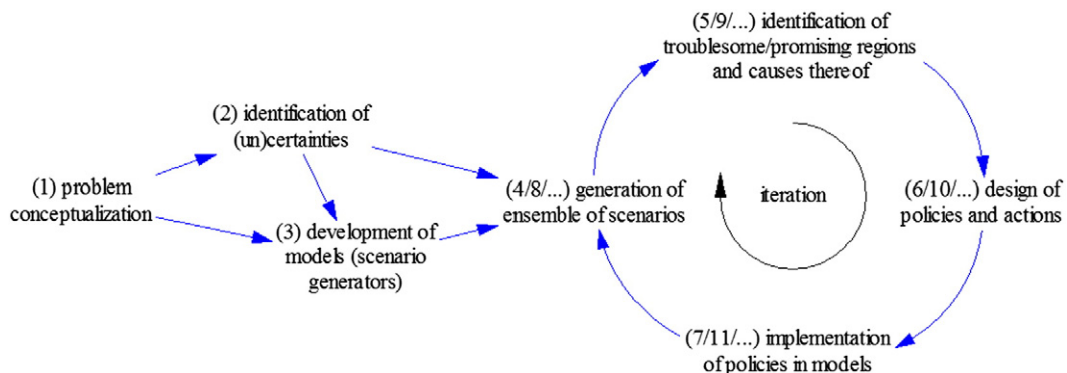 (1) problem
conceptualization
(2) identification of
(un)certainties
(3) development of
models (scenario
generators)
(4/8/...) generation of
ensemble of scenarios
(5/9/...) identification of
troublesome/promising regions
and causes thereof
(6/10/...) design of
policies and actions
(7/11/...) implementation
of policies in models
iteration